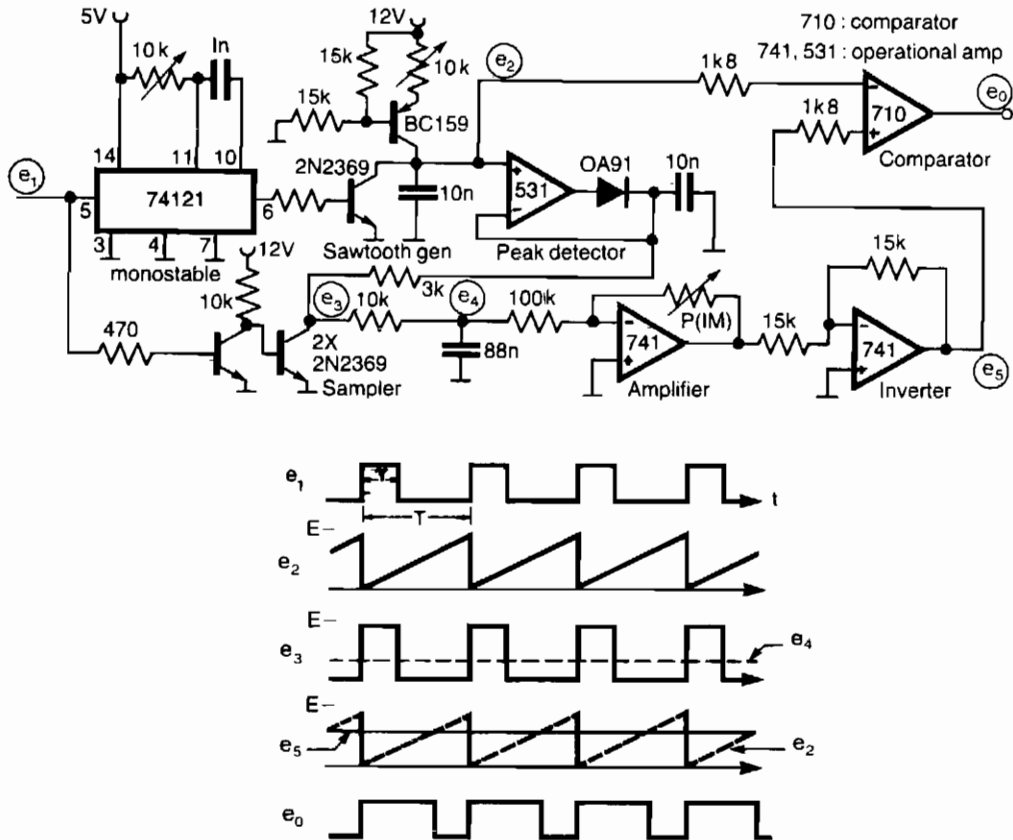 5V
12V
710 : comparator
741, 531 : operational amp
10k
In
15k
10k
e2
1k8
e0
15k
BC159
1k8
710
Comparator
14
11
10
2N2369
531
OA91
10n
e1
5
74121
6
10n
3
4
7
12V
Sawtooth gen
Peak detector
monostable
15k
10k
e3
3k
10k
e4
100k
P(IM)
15k
470
2X
2N2369
88n
741
741
e5
Sampler
Amplifier
Inverter
e1
t
T
E
e2
E
e3
e4
E
e5
e2
e0